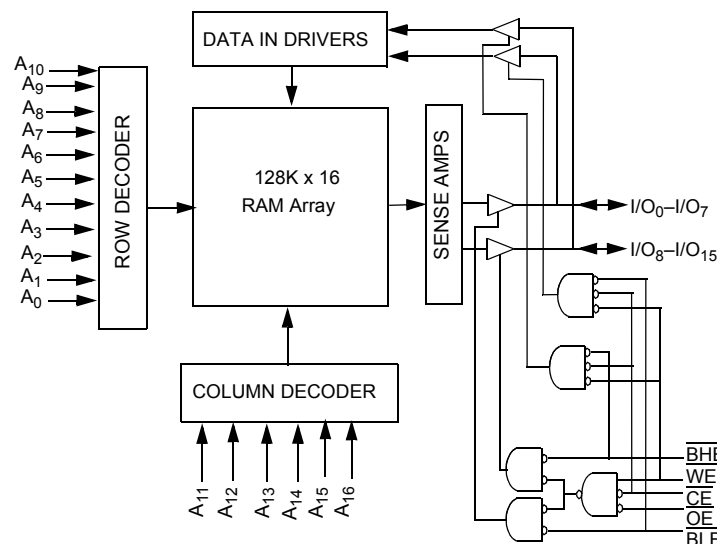 DATA IN DRIVERS
A10
A9
A8
A7
A6
A5
A4
A3
A2
A1
A0
ROW DECODER
128K x 16
RAM Array
SENSE AMPS
I/O0–I/O7
I/O8–I/O15
COLUMN DECODER
A11
A12
A13
A14
A15
A16
BHE
WE
CE
OE
BLE